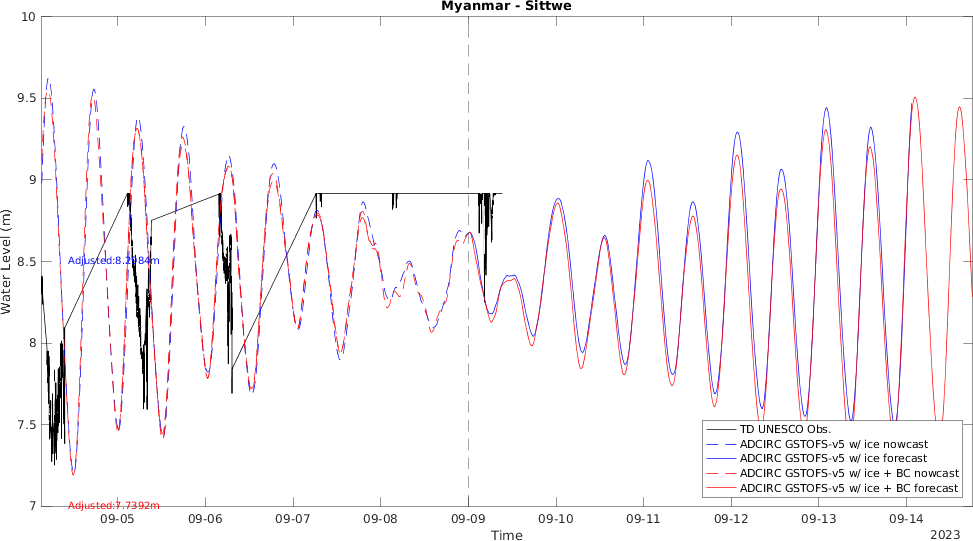 Myanmar - Sittwe
10
9.5
9
8.5
8
7.5
7
Water Level (m)
Adjusted:8.2984m
Adjusted:7.7392m
TD UNESCO Obs.
ADCIRC GSTOFS-v5 w/ ice nowcast
ADCIRC GSTOFS-v5 w/ ice forecast
ADCIRC GSTOFS-v5 w/ ice + BC nowcast
ADCIRC GSTOFS-v5 w/ ice + BC forecast
09-05 09-06 09-07 09-08 09-09 09-10 09-11 09-12 09-13 09-14
Time
2023